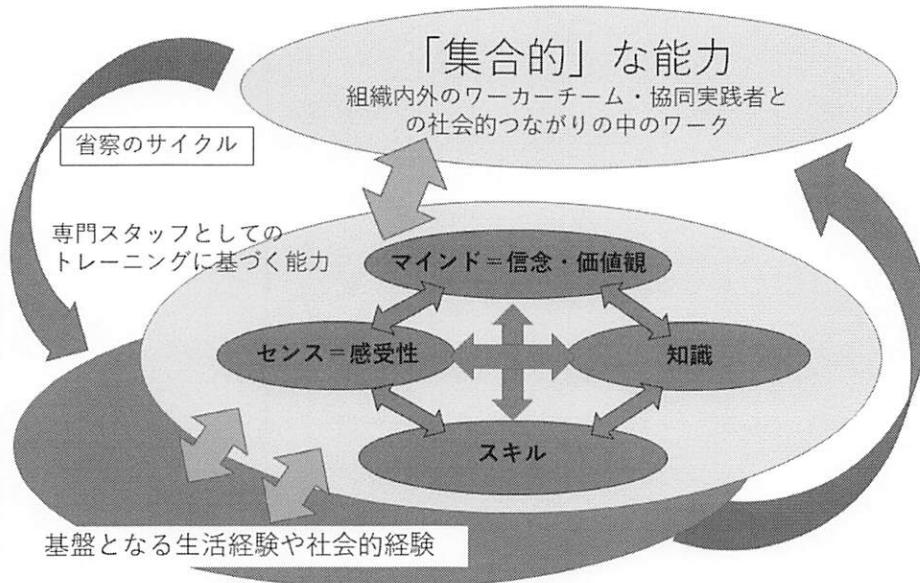 「集合的」な能力
組織内外のワーカーチーム・協同実践者と
の社会的つながりの中のワーク
省察のサイクル
専門スタッフとしての
トレーニングに基づく能力
マインド＝信念・価値観
センス＝感受性
知識
スキル
基盤となる生活経験や社会的経験